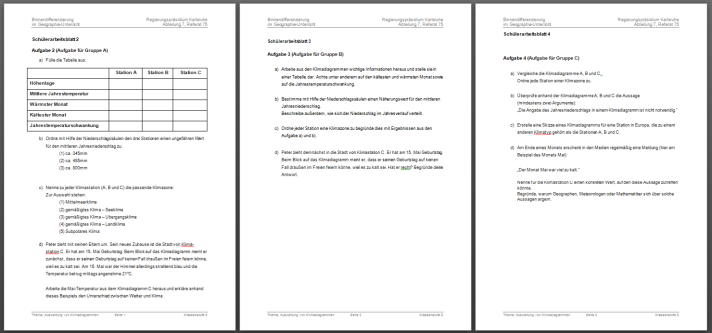 Binnendifferenzierung
im Geographie-Unterricht
Regierungspräsidium Karlsruhe
Abteilung 7, Referat 75
Schülerarbeitsblatt 2
Aufgabe 2 (Aufgabe für Gruppe A)
a) Fülle die Tabelle aus:
Station A Station B Station C
Höhenlage
Mittlere Jahrestemperatur
Wärmster Monat
Kältester Monat
Jahrestemperaturschwankung
b) Ordne mit Hilfe der Niederschlagsäulen den drei Stationen einen ungefähren Wert
für den mittleren Jahresniederschlag zu.
(1) ca. 345mm
(2) ca. 485mm
(3) ca. 800mm
c) Nenne zu jeder Klimastation (A, B und C) die passende Klimazone:
Zur Auswahl stehen:
(1) Mittelmeerklima
(2) gemäßigtes Klima – Seeklima
(3) gemäßigtes Klima – Übergangsklima
(4) gemäßigtes Klima – Landklima
(5) Subpolares Klima
d) Peter zieht mit seinen Eltern um. Sein neues Zuhause ist die Stadt von Klima-
station C. Er hat am 15. Mai Geburtstag. Beim Blick auf das Klimadiagramm meint er
zunächst, dass er seinen Geburtstag auf keinen Fall draußen im Freien feiern könne,
weil es zu kalt sei. Am 15. Mai war der Himmel allerdings strahlend blau und die
Temperatur betrug mittags angenehme 21°C.
Arbeite die Mai-Temperatur aus dem Klimadiagramm C heraus und erkläre anhand
dieses Beispiels den Unterschied zwischen Wetter und Klima.
Thema: Auswertung von Klimadiagrammen Seite 1 Klassenstufe 5
Binnendifferenzierung
im Geographie-Unterricht
Regierungspräsidium Karlsruhe
Abteilung 7, Referat 75
Schülerarbeitsblatt 3
Aufgabe 3 (Aufgabe für Gruppe B)
a) Arbeite aus den Klimadiagrammen wichtige Informationen heraus und stelle sie in
einer Tabelle dar. Achte unter anderem auf den kältesten und wärmsten Monat sowie
auf die Jahrestemperaturschwankung.
b) Bestimme mit Hilfe der Niederschlagsäulen einen Näherungswert für den mittleren
Jahresniederschlag.
Beschreibe außerdem, wie sich der Niederschlag im Jahresverlauf verteilt.
c) Ordne jeder Station eine Klimazone zu begründe dies mit Ergebnissen aus den
Aufgabe a) und b).
d) Peter zieht demnächst in die Stadt von Klimastation C. Er hat am 15. Mai Geburtstag.
Beim Blick auf das Klimadiagramm meint er, dass er seinen Geburtstag auf keinen
Fall draußen im Freien feiern könne, weil es zu kalt sei. Hat er recht? Begründe deine
Antwort.
Thema: Auswertung von Klimadiagrammen Seite 2 Klassenstufe 5
Binnendifferenzierung
im Geographie-Unterricht
Regierungspräsidium Karlsruhe
Abteilung 7, Referat 75
Schülerarbeitsblatt 4
Aufgabe 4 (Aufgabe für Gruppe C)
a) Vergleiche die Klimadiagramme A, B und C.
Ordne jede Station einer Klimazone zu.
b) Überprüfe anhand der Klimadiagramme A, B und C die Aussage
(mindestens zwei Argumente):
„Die Angabe des Jahresniederschlags in einem Klimadiagramm ist nicht notwendig."
c) Erstelle eine Skizze eines Klimadiagramms für eine Station in Europa, die zu einem
anderen Klimatyp gehört als die Stationen A, B und C.
d) Am Ende eines Monats erscheint in den Medien regelmäßig eine Meldung (hier am
Beispiel des Monats Mai):
„Der Monat Mai war viel zu kalt."
Nenne für die Klimastation D einen konkreten Wert, auf den diese Aussage zutreffen
könnte.
Begründe, warum Geographen, Meteorologen oder Mathematiker sich über solche
Aussagen ärgern.
Thema: Auswertung von Klimadiagrammen Seite 3 Klassenstufe 5